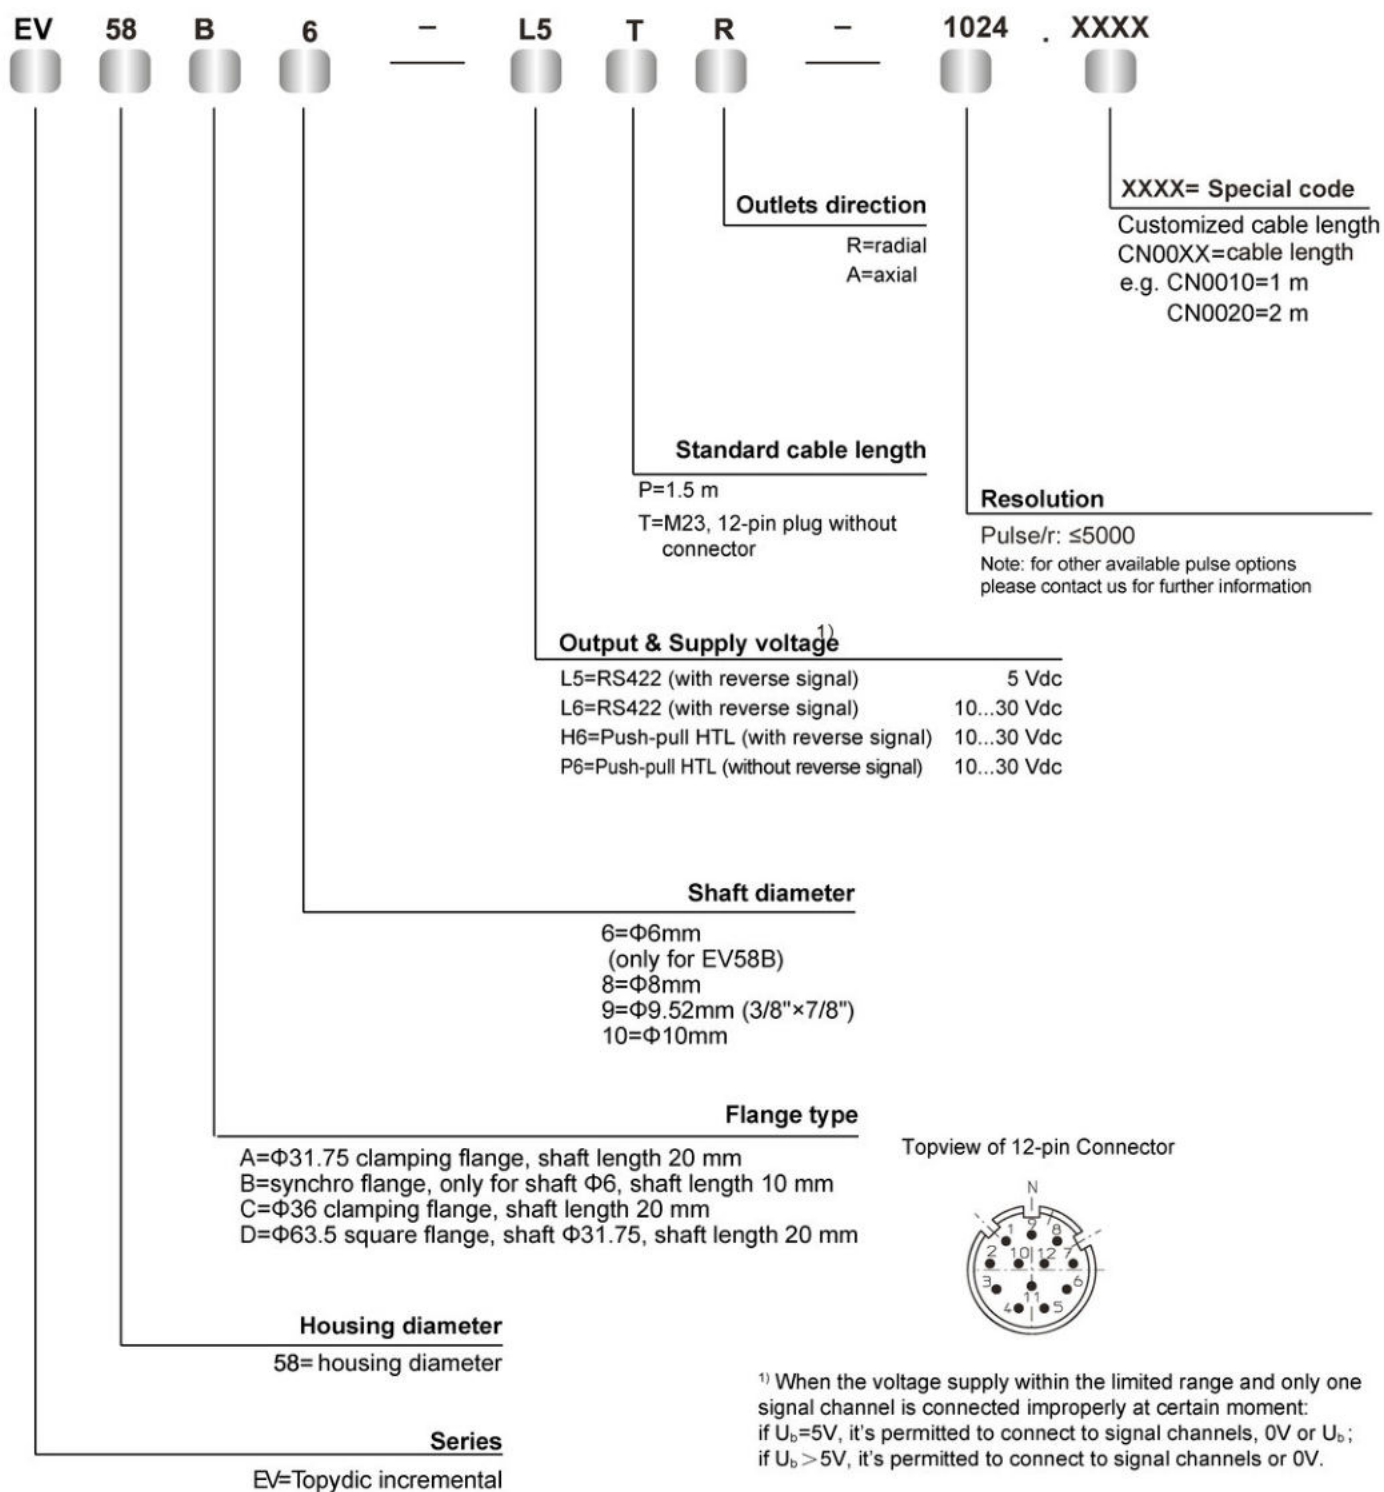 EV 58 B 6 – L5 T R – 1024 . XXXX
XXXX= Special code
Customized cable length
CN00XX=cable length
e.g. CN0010=1 m
CN0020=2 m
Outlets direction
R=radial
A=axial
Standard cable length
P=1.5 m
T=M23, 12-pin plug without
connector
Resolution
Pulse/r: ≤5000
Note: for other available pulse options
please contact us for further information
Output & Supply voltage 1)
L5=RS422 (with reverse signal) 5 Vdc
L6=RS422 (with reverse signal) 10...30 Vdc
H6=Push-pull HTL (with reverse signal) 10...30 Vdc
P6=Push-pull HTL (without reverse signal) 10...30 Vdc
Shaft diameter
6=Φ6mm
(only for EV58B)
8=Φ8mm
9=Φ9.52mm (3/8"×7/8")
10=Φ10mm
Flange type
A=Φ31.75 clamping flange, shaft length 20 mm
B=synchro flange, only for shaft Φ6, shaft length 10 mm
C=Φ36 clamping flange, shaft length 20 mm
D=Φ63.5 square flange, shaft Φ31.75, shaft length 20 mm
Topview of 12-pin Connector
N
1 9 8
2 10 12 7
3 6
11
4 5
Housing diameter
58= housing diameter
1) When the voltage supply within the limited range and only one
signal channel is connected improperly at certain moment:
if Ub=5V, it's permitted to connect to signal channels, 0V or Ub;
if Ub>5V, it's permitted to connect to signal channels or 0V.
Series
EV=Topydic incremental